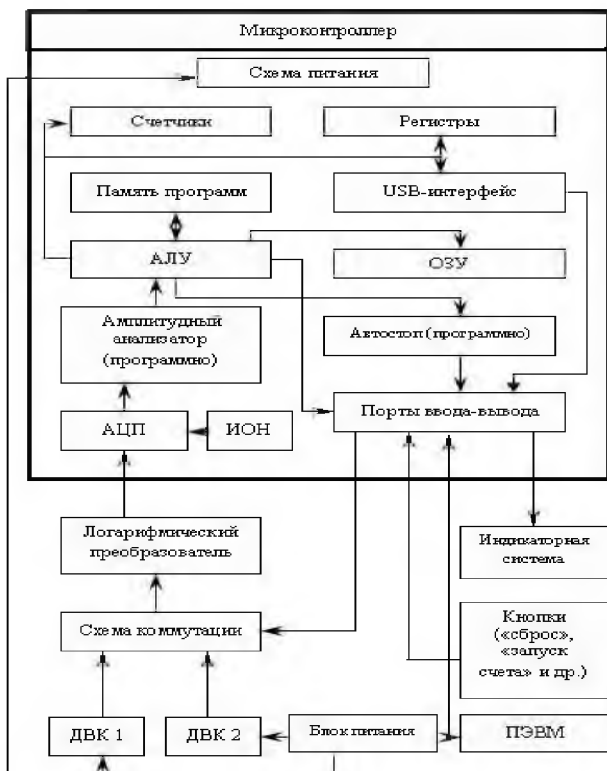 Микроконтроллер
Схема питания
Счетчики
Регистры
Память программ
USB-интерфейс
АЛУ
ОЗУ
Амплитудный
анализатор
(программно)
Автостоп (программно)
АЦП
ИОН
Порты ввода-вывода
Логарифмический
преобразователь
Индикаторная
система
Схема коммутации
Кнопки
(«сброс»,
«запуск
счета» и др.)
ДВК 1
ДВК 2
Блок питания
ПЭВМ